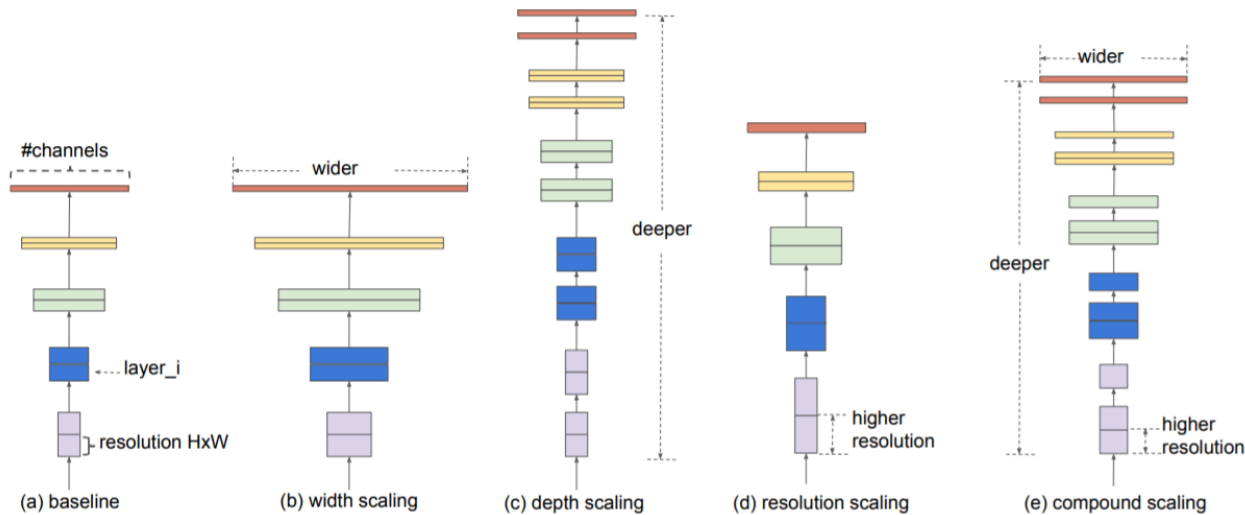 #channels
layer_i
resolution HxW
(a) baseline
wider
(b) width scaling
deeper
(c) depth scaling
higher
resolution
(d) resolution scaling
wider
deeper
higher
resolution
(e) compound scaling